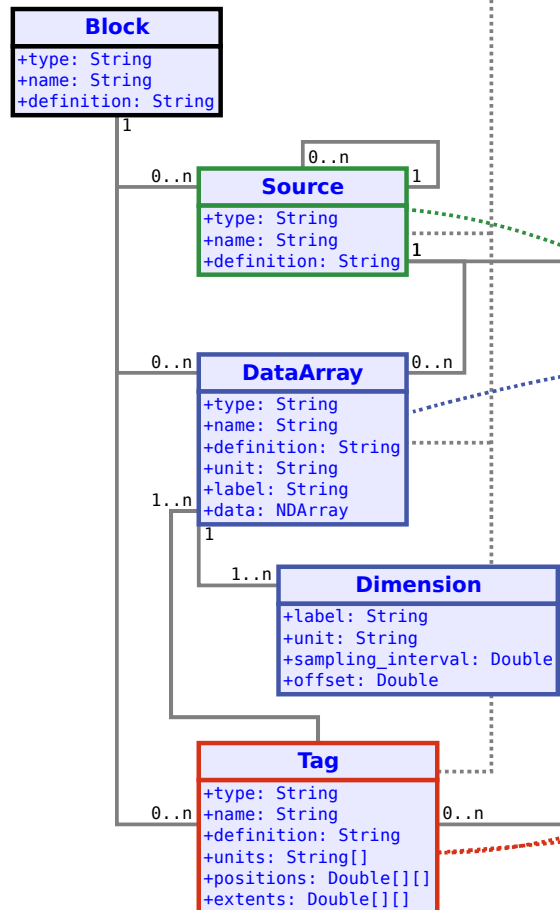 Block
+type: String
+name: String
+definition: String
1
0..n
0..n
1
Source
+type: String
+name: String
+definition: String
1
0..n
0..n
DataArray
+type: String
+name: String
+definition: String
+unit: String
+label: String
+data: NDArray
1..n
1
1..n
Dimension
+label: String
+unit: String
+sampling_interval: Double
+offset: Double
Tag
+type: String
+name: String
0..n
0..n
+definition: String
+units: String[]
+positions: Double[][]
+extents: Double[][]